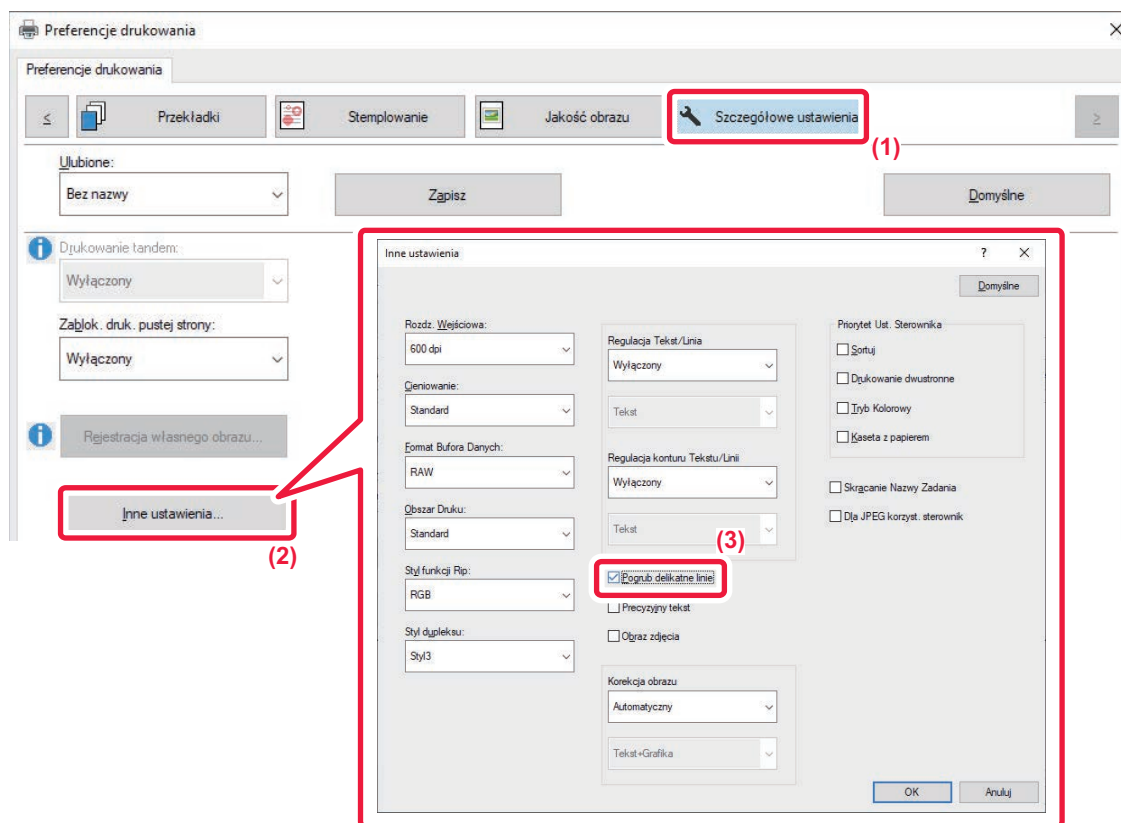 Preferencje drukowania
Preferencje drukowania
<
Przekładki
Stemplowanie
Jakość obrazu
Szczegółowe ustawienia
>
(1)
Ulubione:
Bez nazwy
Zapisz
Domyślne
Drukowanie tandem:
Wyłączony
Zablok. druk. pustej strony:
Wyłączony
Rejestracja własnego obrazu...
Inne ustawienia...
(2)
Inne ustawienia
?
Domyślne
Rozdz. Wejściowa:
600 dpi
Cieniowanie:
Standard
Format Bufora Danych:
RAW
Obszar Druku:
Standard
Styl funkcji Rip:
RGB
Styl dupleksu:
Styl3
Regulacja Tekst/Linia
Wyłączony
Tekst
Regulacja konturu Tekstu/Linii
Wyłączony
Tekst
(3)
Pogrub delikatne linie
Precyzyjny tekst
Obraz zdjęcia
Korekcja obrazu
Automatyczny
Tekst+Grafika
Priorytet Ust. Sterownika
Sortuj
Drukowanie dwustronne
Tryb Kolorowy
Kaseta z papierem
Skracanie Nazwy Zadania
Dla JPEG korzyst. sterownik
OK
Anuluj